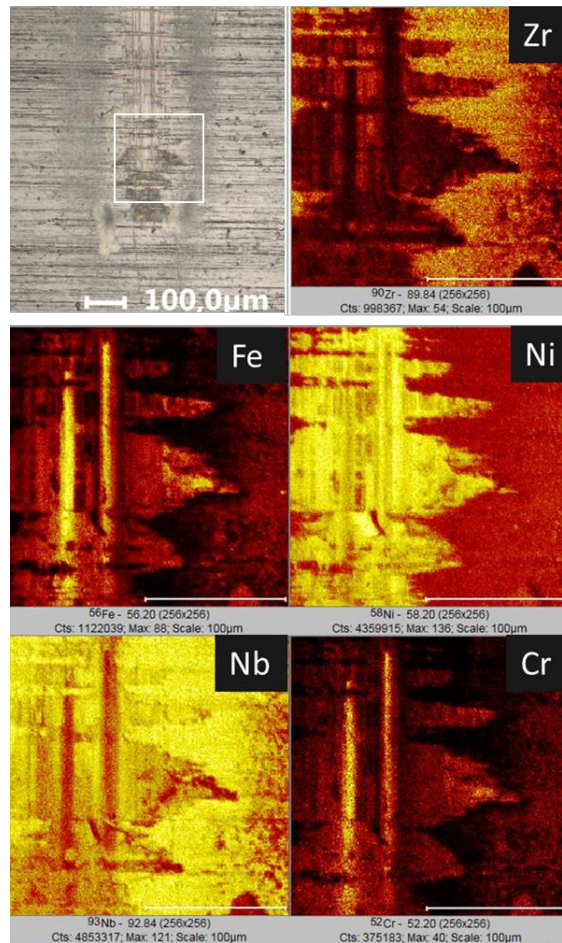 Zr
100,0µm
⁹⁰Zr - 89.84 (256x256)
Cts: 998367; Max: 54; Scale: 100µm
Fe
Ni
⁵⁶Fe - 56.20 (256x256)
Cts: 1122039; Max: 88; Scale: 100µm
⁵⁸Ni - 58.20 (256x256)
Cts: 4359915; Max: 136; Scale: 100µm
Nb
Cr
⁹³Nb - 92.84 (256x256)
Cts: 4853317; Max: 121; Scale: 100µm
⁵²Cr - 52.20 (256x256)
Cts: 375183; Max: 40; Scale: 100µm